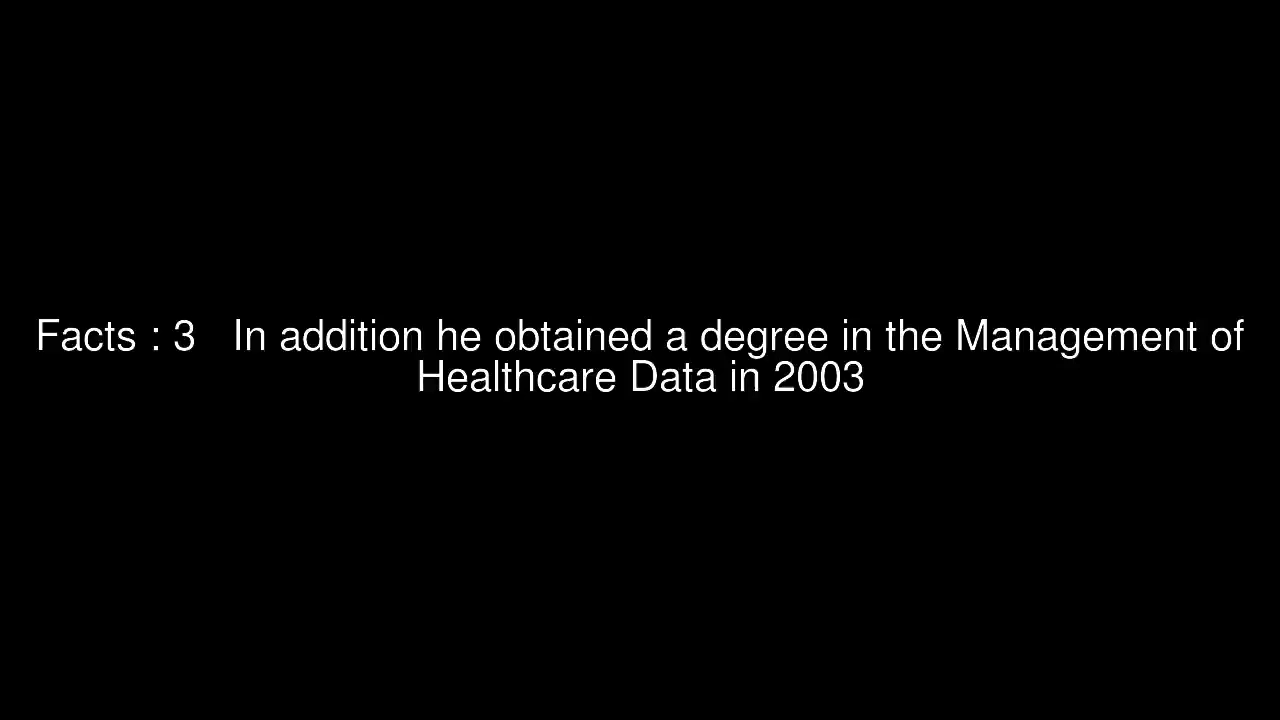 Facts : 3   In addition he obtained a degree in the Management of
Healthcare Data in 2003